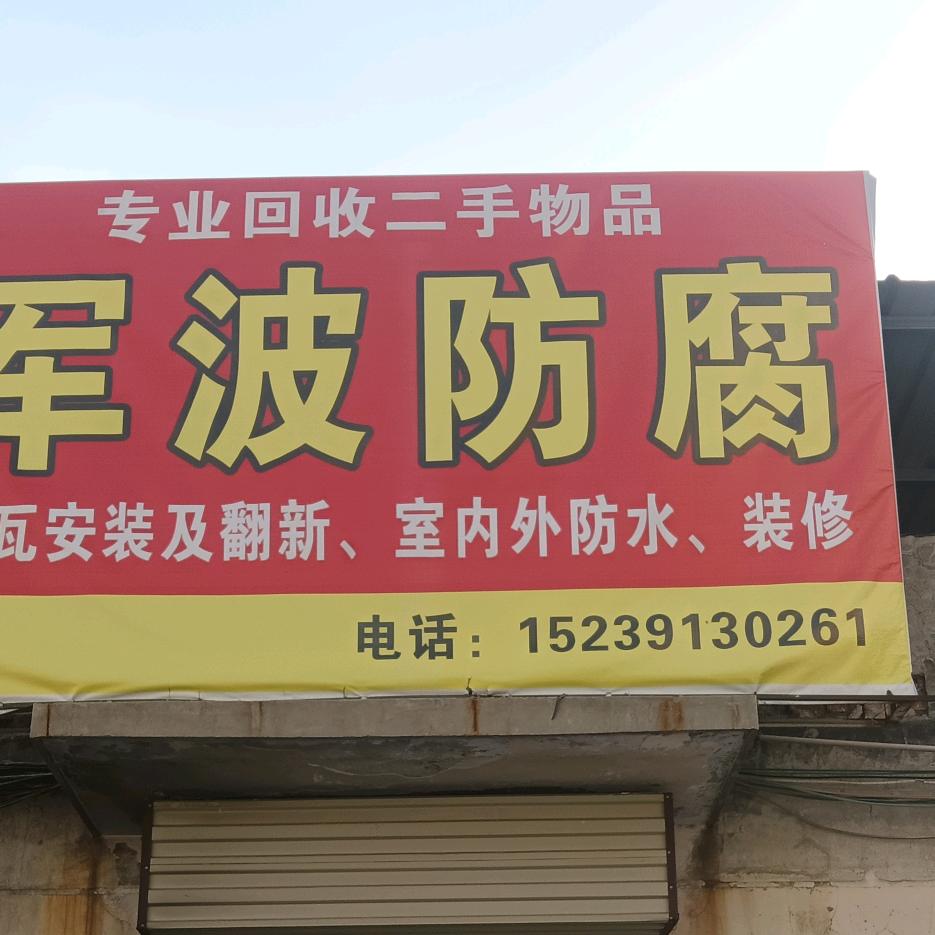 专业回收二手物品
军波防腐
瓦安装及翻新、室内外防水、装修
电话：15239130261